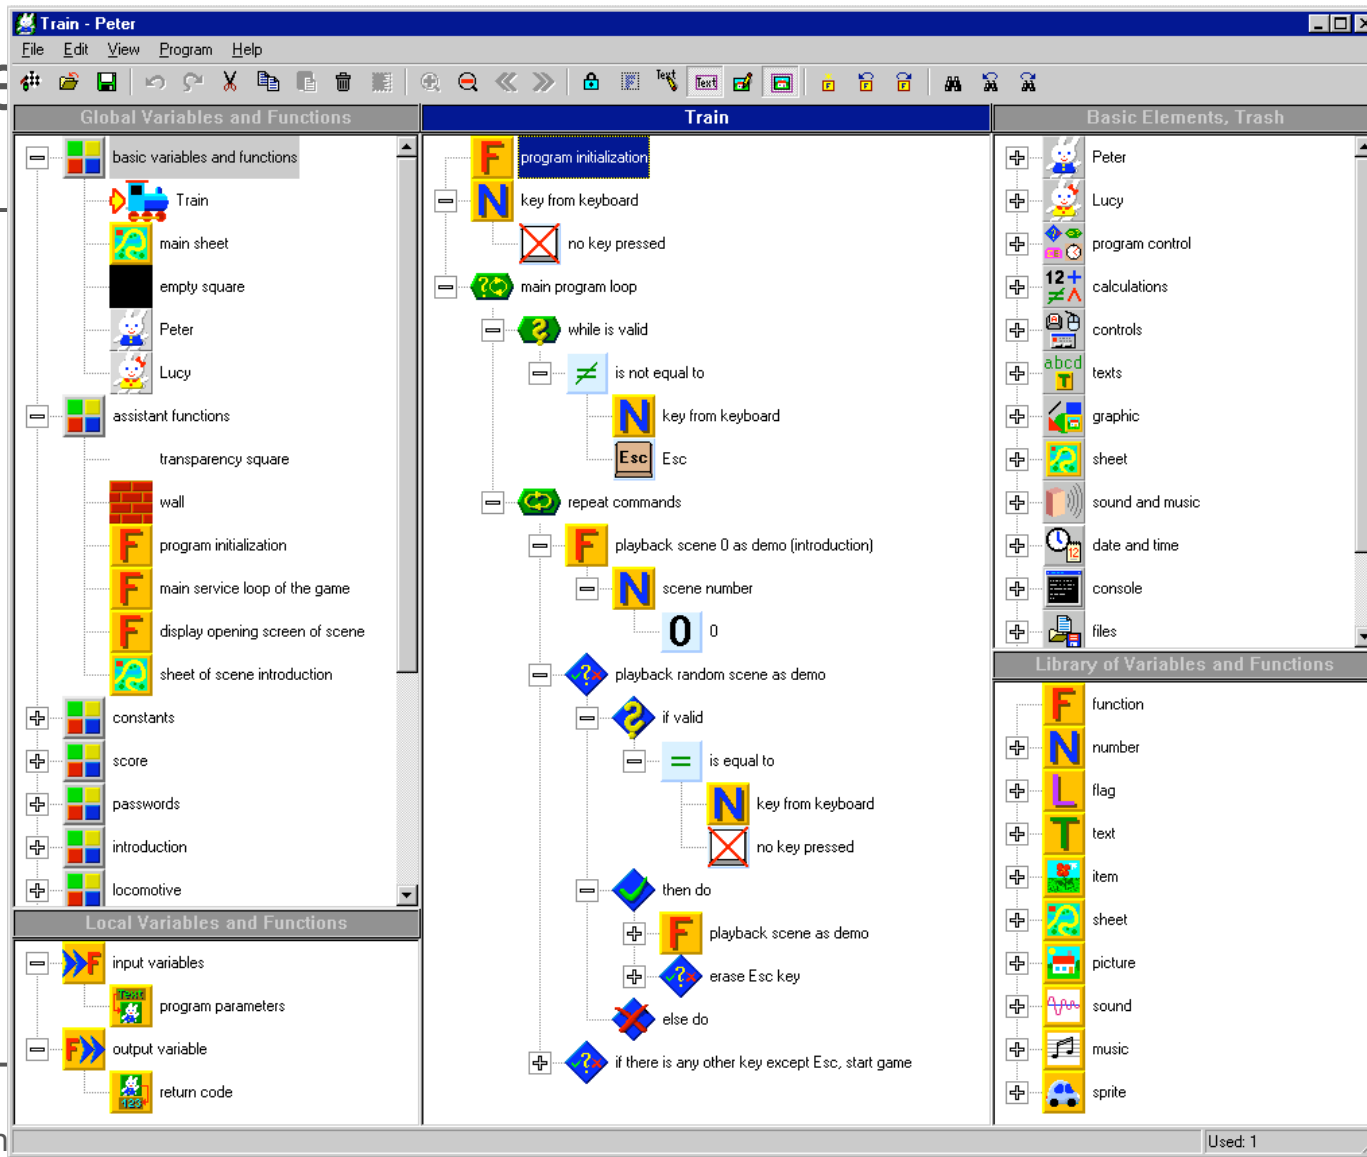 Train - Peter
File Edit View Program Help
Text Text
Global Variables and Functions
basic variables and functions
Train
main sheet
empty square
Peter
Lucy
assistant functions
transparency square
wall
F program initialization
F main service loop of the game
F display opening screen of scene
sheet of scene introduction
constants
score
passwords
introduction
locomotive
Local Variables and Functions
F input variables
Text program parameters
F output variable
123 return code
Train
F program initialization
N key from keyboard
no key pressed
main program loop
while is valid
≠ is not equal to
N key from keyboard
Esc Esc
repeat commands
F playback scene 0 as demo (introduction)
N scene number
0 0
playback random scene as demo
? if valid
= is equal to
N key from keyboard
no key pressed
then do
F playback scene as demo
erase Esc key
else do
if there is any other key except Esc, start game
Basic Elements, Trash
Peter
Lucy
program control
12+ calculations
controls
abcd T texts
graphic
sheet
sound and music
12 date and time
console
files
Library of Variables and Functions
F function
N number
L flag
T text
item
sheet
picture
sound
music
sprite
Used: 1